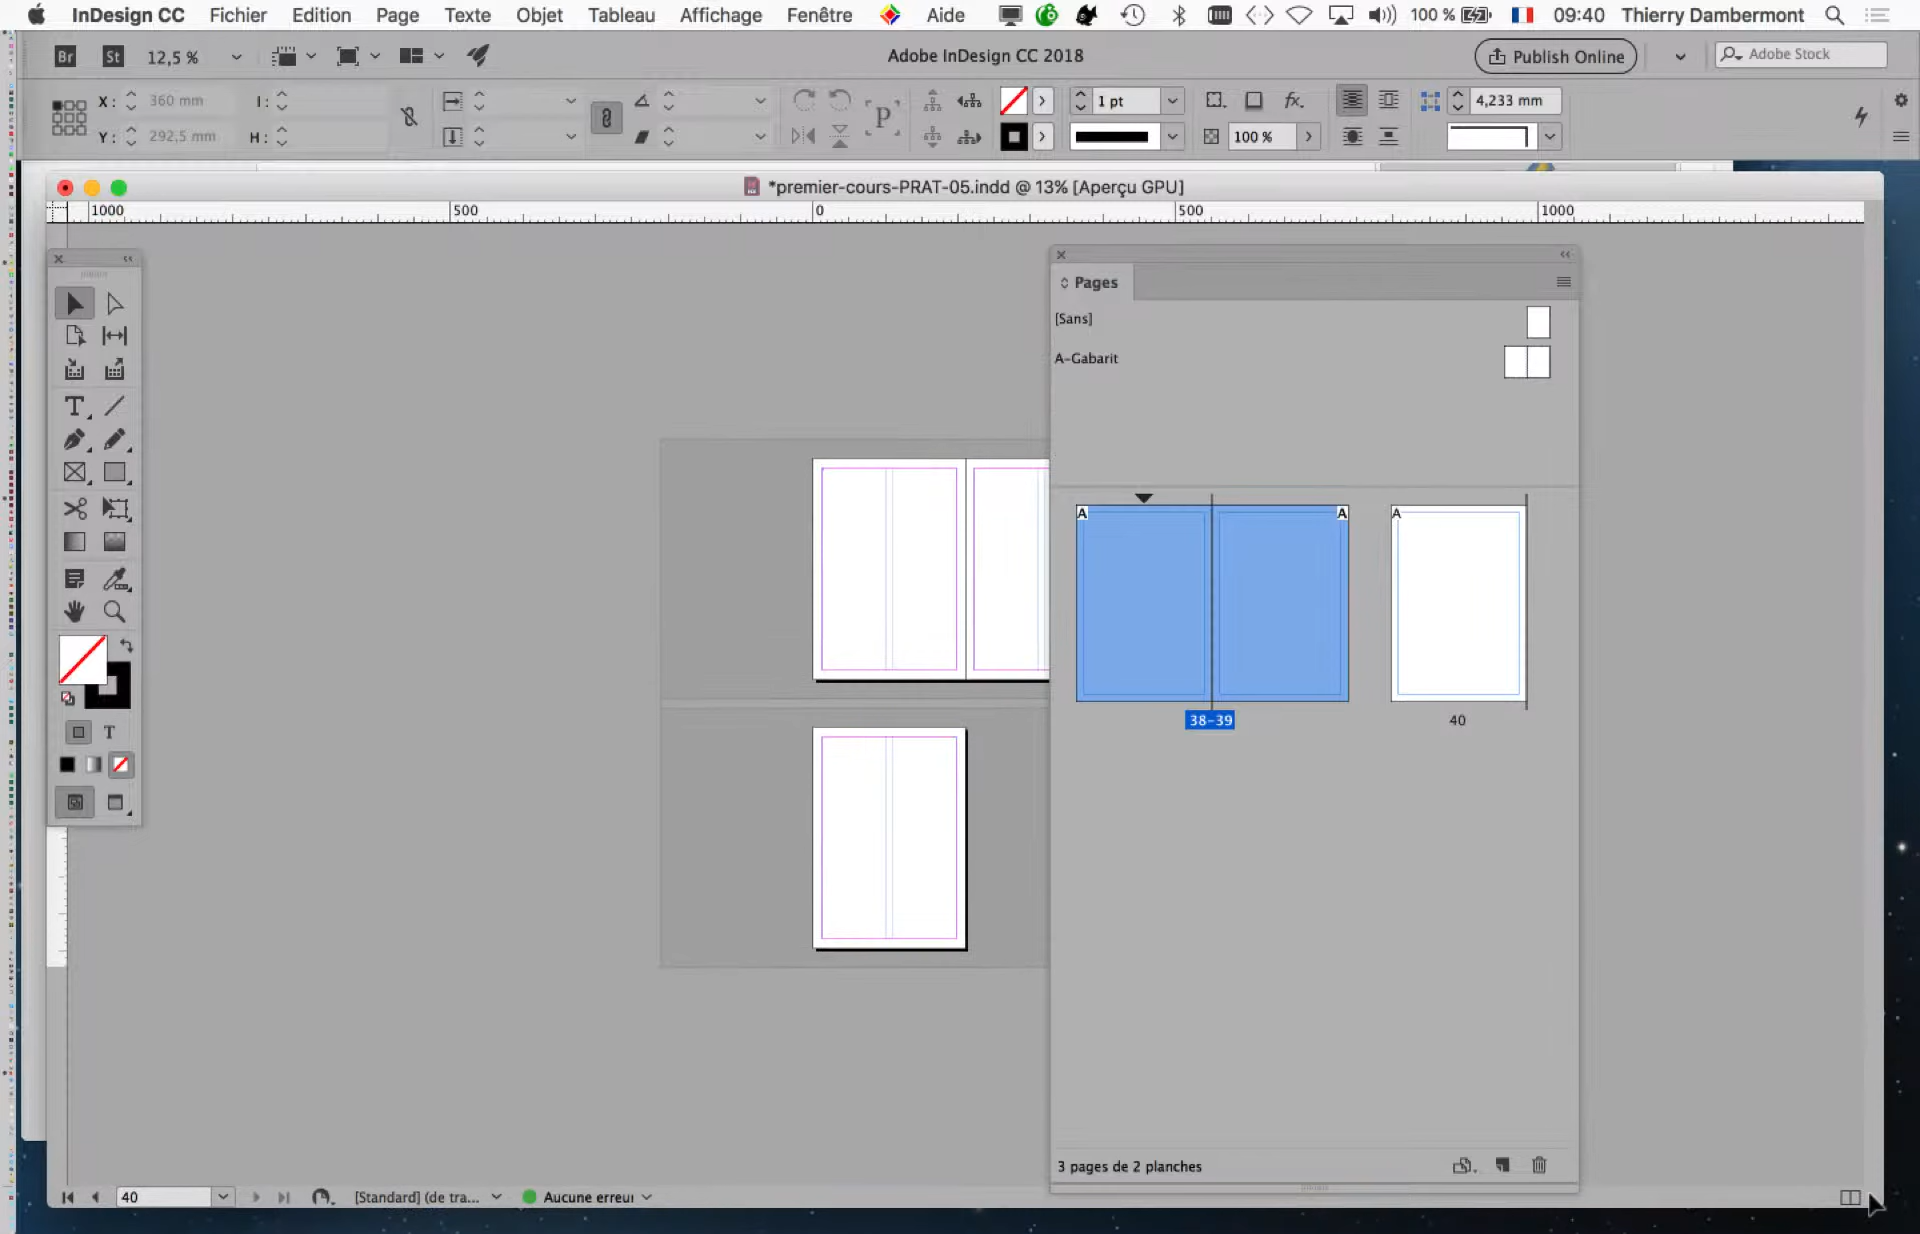 InDesign CC Fichier Edition Page Texte Objet Tableau Affichage Fenêtre Aide 100 % 09:40 Thierry Dambermont
Br St 12,5 % Adobe InDesign CC 2018 Publish Online Adobe Stock
X : 360 mm I : 1 pt fx. 4,233 mm
Y : 292,5 mm H : P 100 %
*premier-cours-PRAT-05.indd @ 13% [Aperçu GPU]
1000 500 0 500 1000
Pages
[Sans]
A-Gabarit
A A A
38-39 40
T
T
3 pages de 2 planches
40 [Standard] (de tra... Aucune erreur